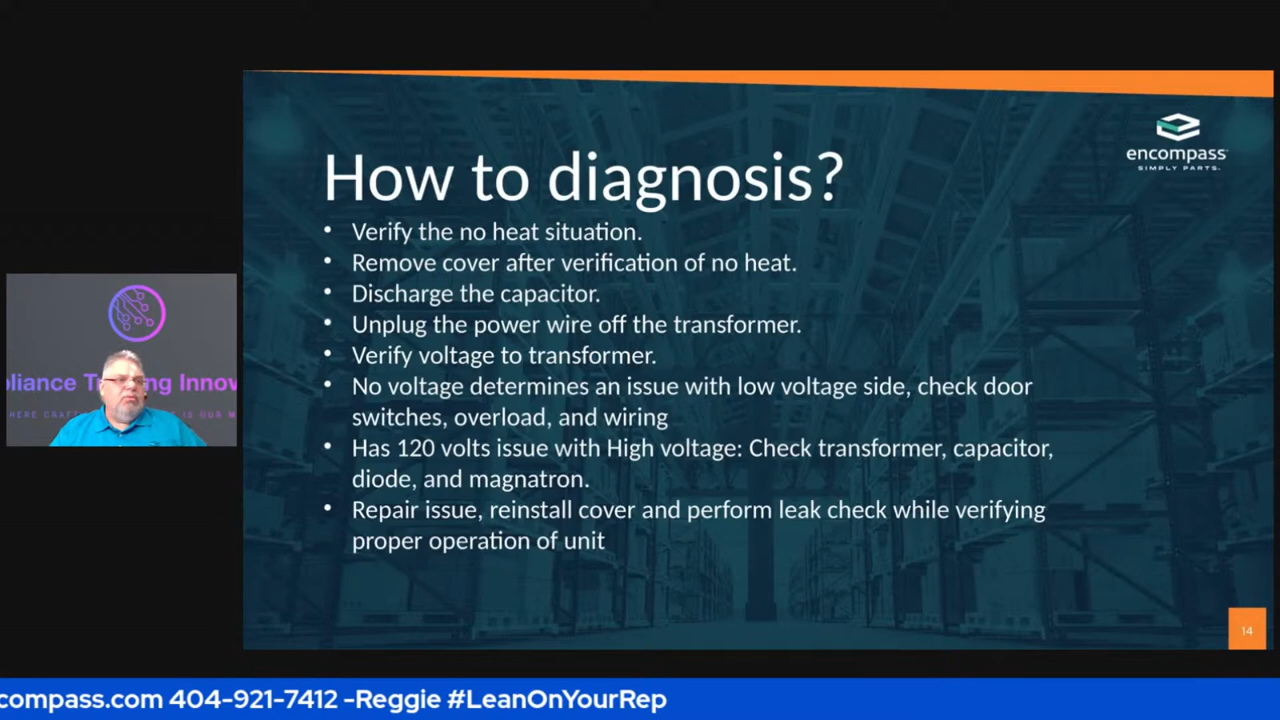 encompass
SIMPLY PARTS.
How to diagnosis?
• Verify the no heat situation.
• Remove cover after verification of no heat.
• Discharge the capacitor.
• Unplug the power wire off the transformer.
• Verify voltage to transformer.
• No voltage determines an issue with low voltage side, check door
switches, overload, and wiring
• Has 120 volts issue with High voltage: Check transformer, capacitor,
diode, and magnatron.
• Repair issue, reinstall cover and perform leak check while verifying
proper operation of unit
pliance T ng Innov
14
compass.com 404-921-7412 -Reggie #LeanOnYourRep